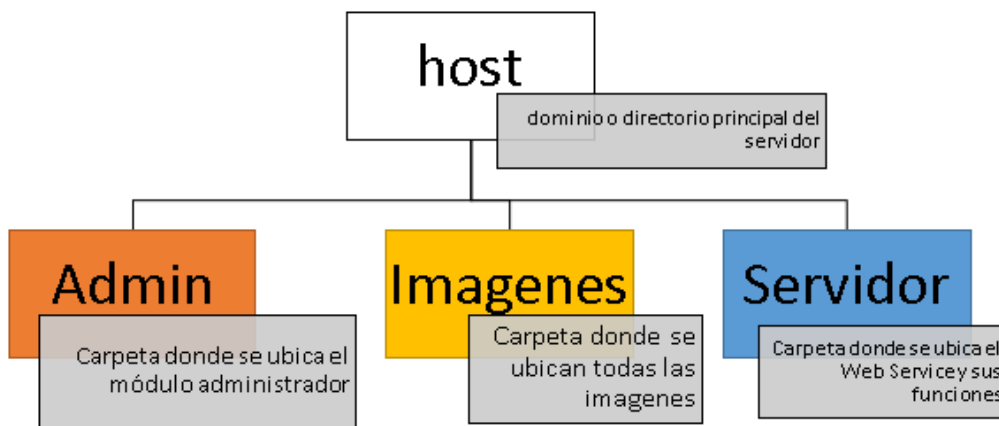 host
dominio o directorio principal del
servidor
Admin
Carpeta donde se ubica el
módulo administrador
Imagenes
Carpeta donde se
ubican todas las
imagenes
Servidor
Carpeta donde se ubica el
Web Service y sus
funciones